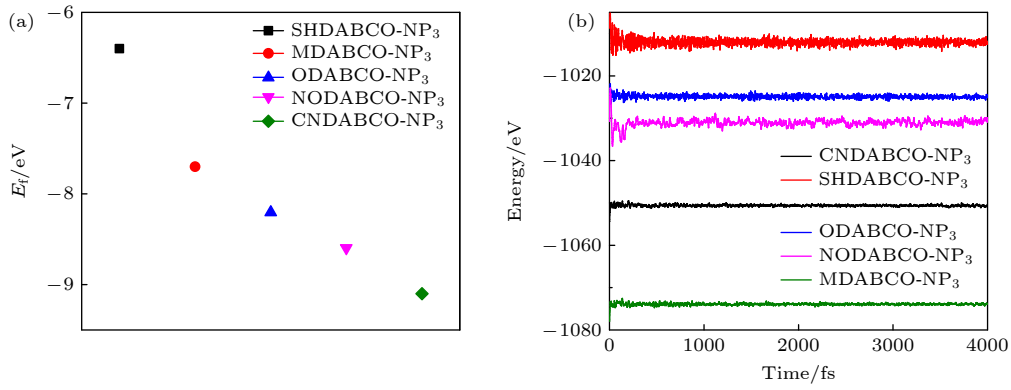 (a)
−6
−7
−8
−9
E_f/eV
SHDABCO-NP₃
MDABCO-NP₃
ODABCO-NP₃
NODABCO-NP₃
CNDABCO-NP₃
(b)
−1020
−1040
−1060
−1080
Energy/eV
CNDABCO-NP₃
SHDABCO-NP₃
ODABCO-NP₃
NODABCO-NP₃
MDABCO-NP₃
0 1000 2000 3000 4000
Time/fs